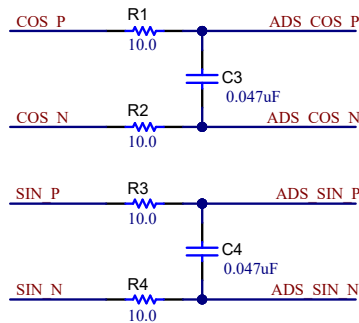 COS_P R1 ADS_COS_P
10.0
C3
0.047uF
COS_N R2 ADS_COS_N
10.0
SIN_P R3 ADS_SIN_P
10.0
C4
0.047uF
SIN_N R4 ADS_SIN_N
10.0